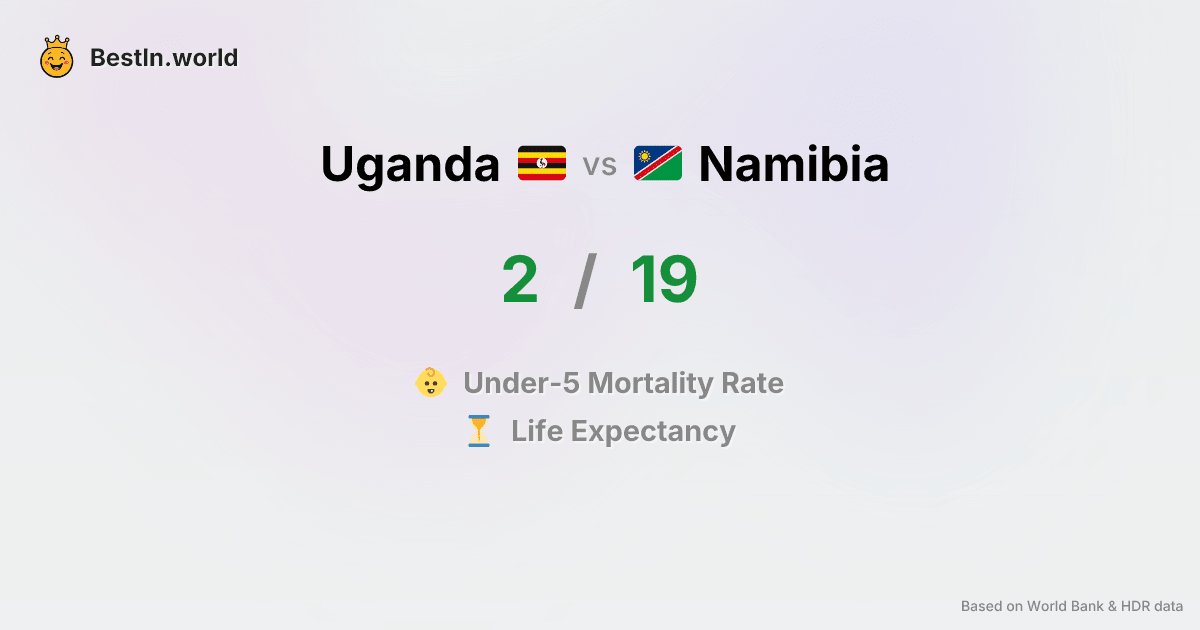 BestIn.world
Uganda vs Namibia
2 / 19
Under-5 Mortality Rate
Life Expectancy
Based on World Bank & HDR data